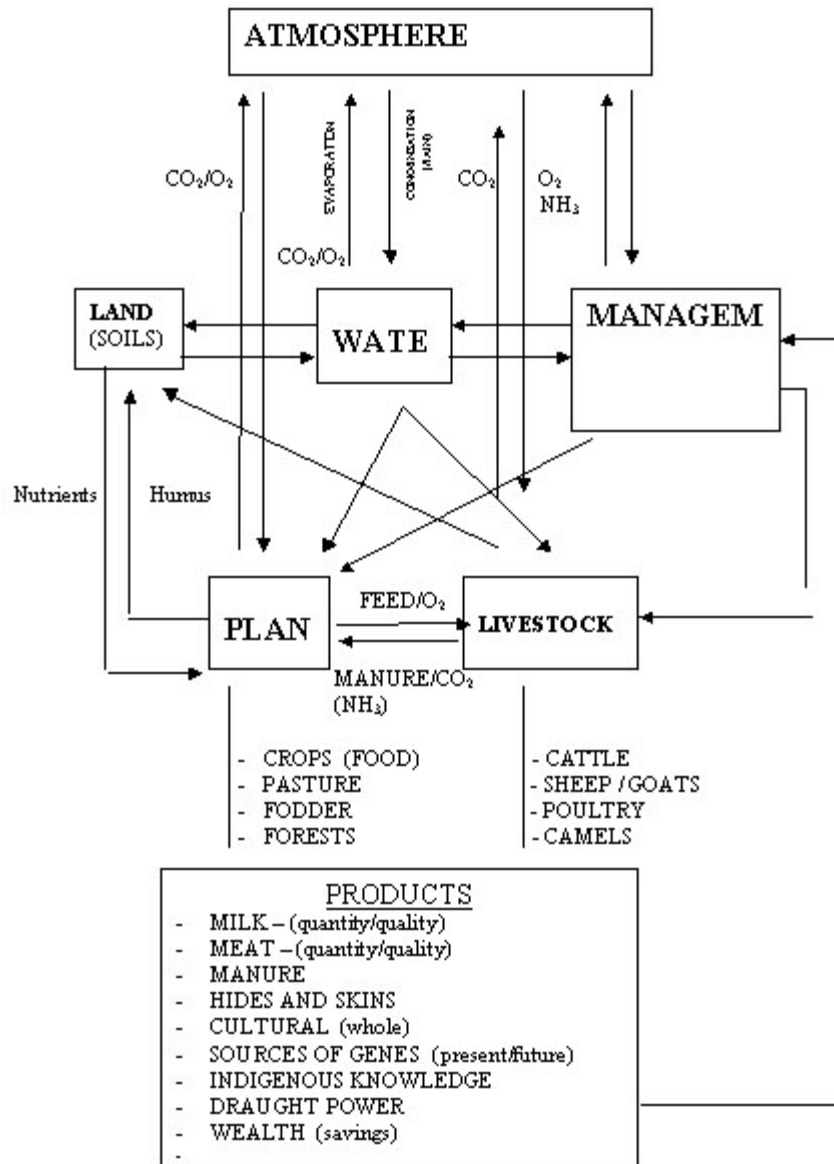 ATMOSPHERE
EVAPORATION
CONDENSATION
(RAIN)
CO₂/O₂
CO₂
O₂
NH₃
CO₂/O₂
LAND
(SOILS)
WATE
MANAGEM
Nutrients
Humus
PLAN
FEED/O₂
LIVESTOCK
MANURE/CO₂
(NH₃)
- CROPS (FOOD)
- PASTURE
- FODDER
- FORESTS
- CATTLE
- SHEEP / GOATS
- POULTRY
- CAMELS
PRODUCTS
- MILK – (quantity/quality)
- MEAT – (quantity/quality)
- MANURE
- HIDES AND SKINS
- CULTURAL (whole)
- SOURCES OF GENES (present/future)
- INDIGENOUS KNOWLEDGE
- DRAUGHT POWER
- WEALTH (savings)
-